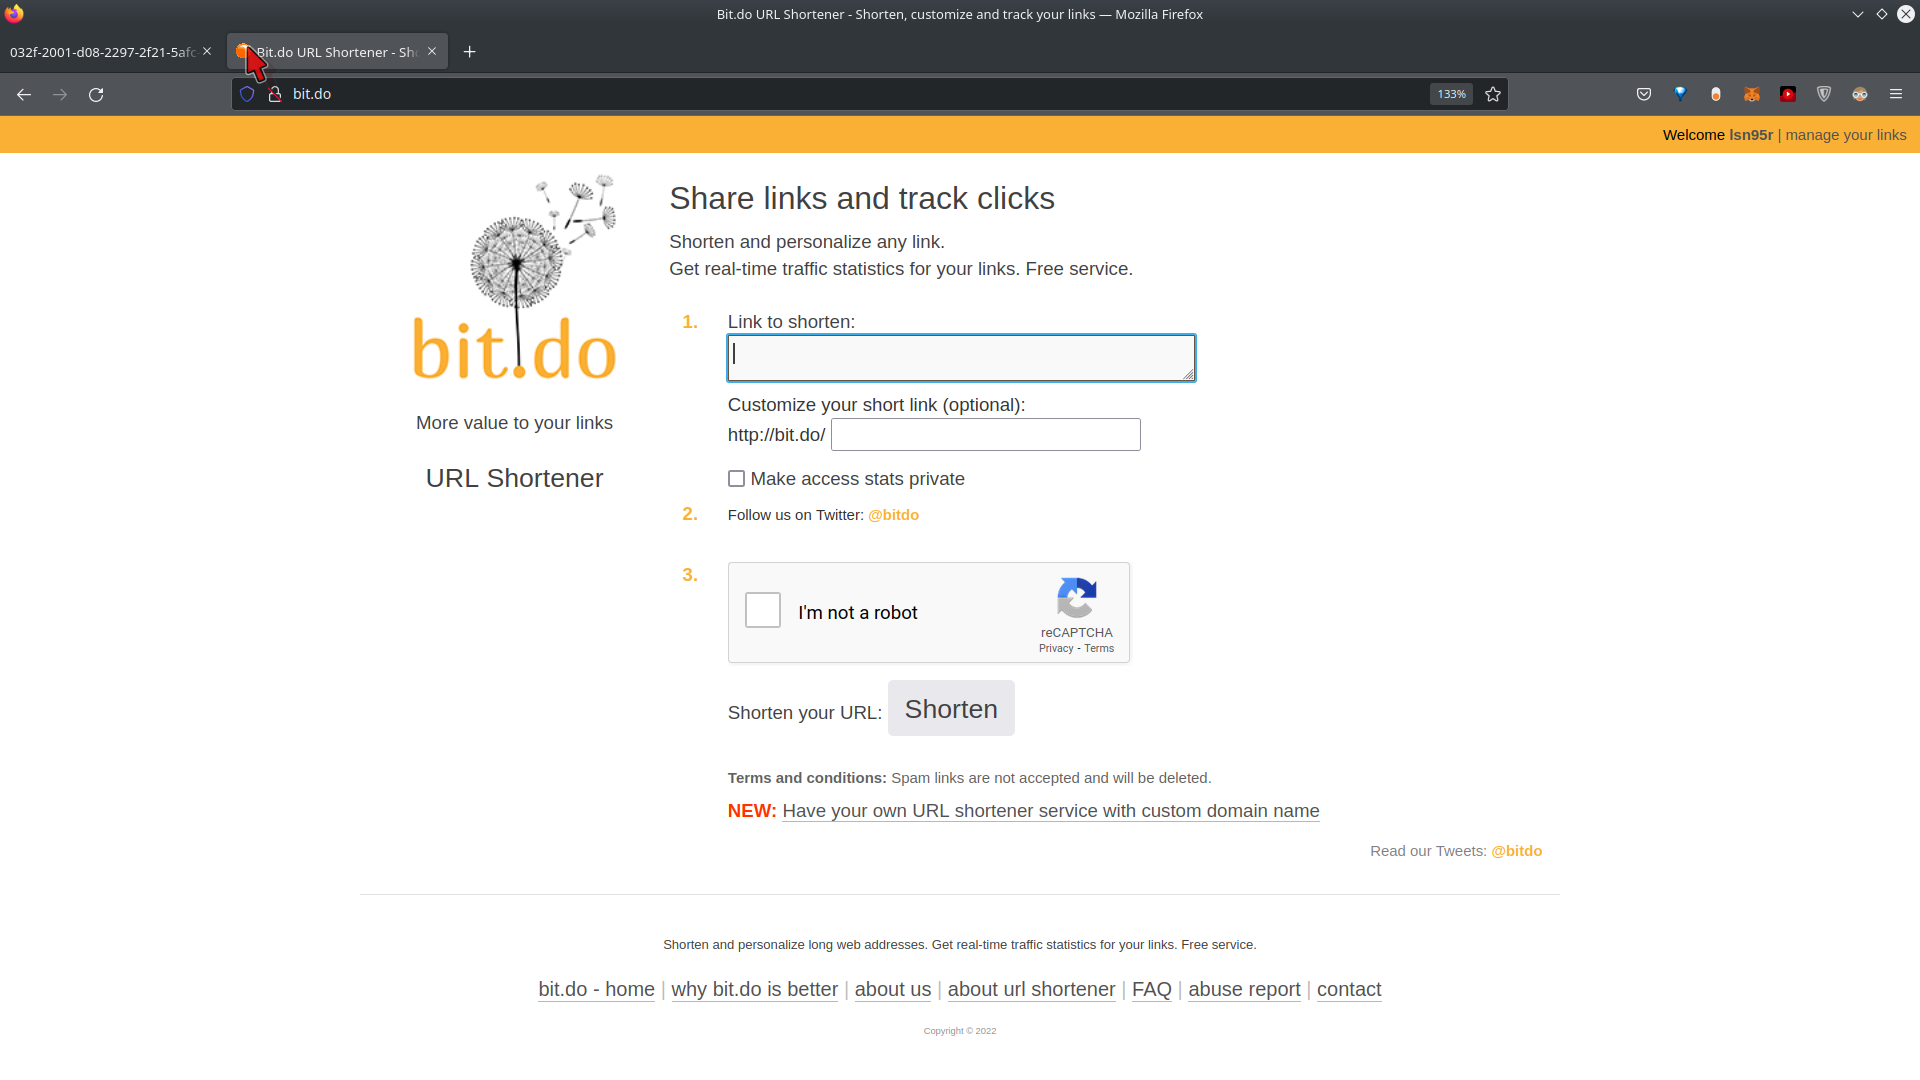 Bit.do URL Shortener - Shorten, customize and track your links — Mozilla Firefox
032f-2001-d08-2297-2f21-5afc-
Bit.do URL Shortener - Sho
bit.do
133%
Welcome lsn95r | manage your links
bit.do
More value to your links
URL Shortener
Share links and track clicks
Shorten and personalize any link.
Get real-time traffic statistics for your links. Free service.
1. Link to shorten:
Customize your short link (optional):
http://bit.do/
Make access stats private
2. Follow us on Twitter: @bitdo
3.
I'm not a robot
reCAPTCHA
Privacy - Terms
Shorten your URL: Shorten
Terms and conditions: Spam links are not accepted and will be deleted.
NEW: Have your own URL shortener service with custom domain name
Read our Tweets: @bitdo
Shorten and personalize long web addresses. Get real-time traffic statistics for your links. Free service.
bit.do - home | why bit.do is better | about us | about url shortener | FAQ | abuse report | contact
Copyright © 2022